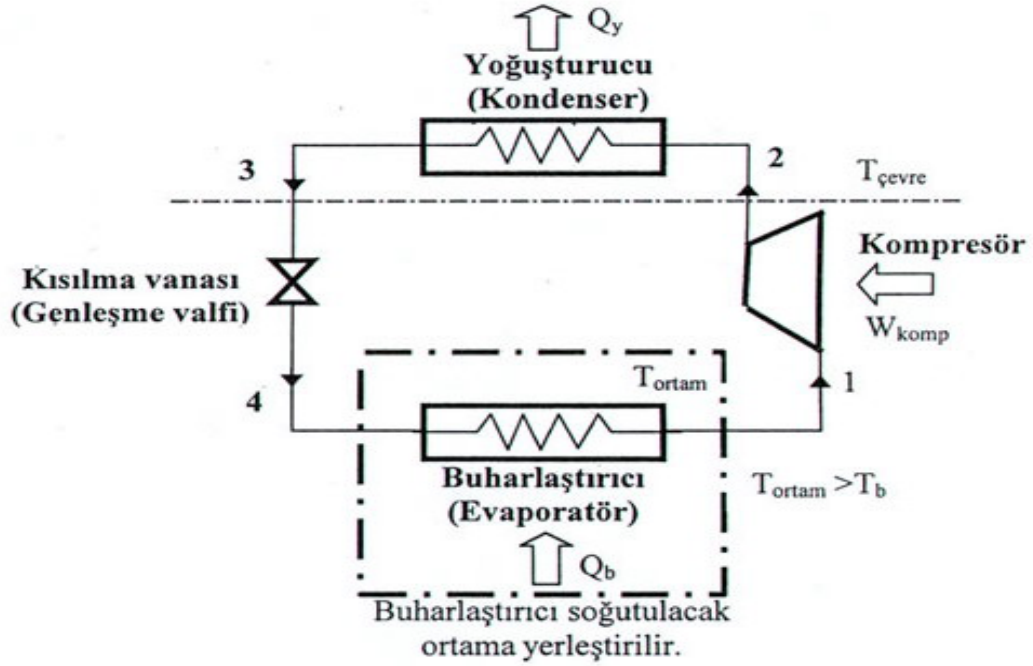 Qy
Yoğuşturucu
(Kondenser)
3
2
Tçevre
Kısılma vanası
(Genleşme valfi)
Kompresör
Wkomp
Tortam
4
1
Buharlaştırıcı
(Evaporatör)
Tortam >Tb
Qb
Buharlaştırıcı soğutulacak
ortama yerleştirilir.